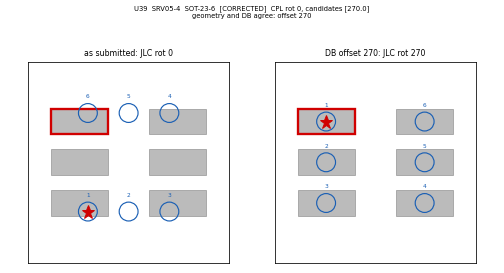 U39 SRV05-4 SOT-23-6 [CORRECTED] CPL rot 0, candidates [270.0]
geometry and DB agree: offset 270
as submitted: JLC rot 0
DB offset 270: JLC rot 270
6 5 4
1 2 3
1 6
2 5
3 4